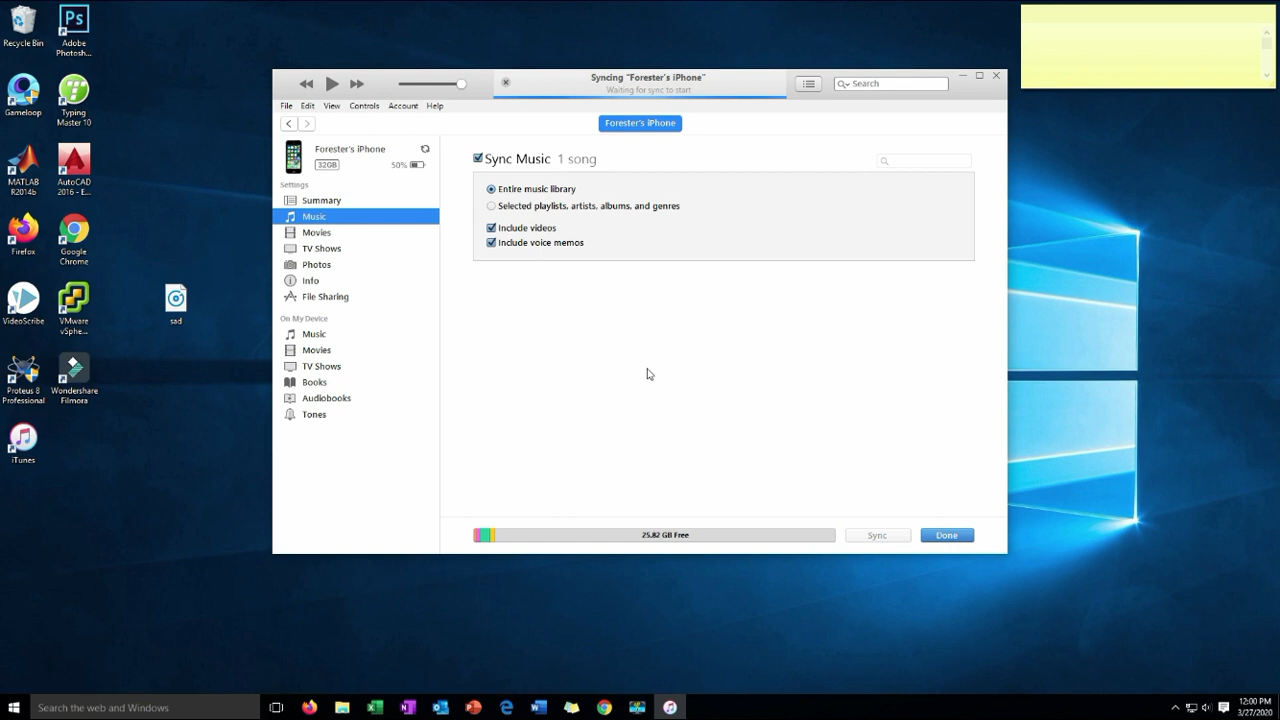 Recycle Bin
Ps
Adobe
Photosh...
Gameloop
Typing
Master 10
MATLAB
R2014b
AutoCAD
2016 - E...
Firefox
Google
Chrome
VideoScribe
VMware
vSphe...
sad
Proteus 8
Professional
Wondershare
Filmora
iTunes
Syncing "Forester's iPhone"
Waiting for sync to start
Search
File Edit View Controls Account Help
Forester's iPhone
Forester's iPhone
32GB 50%
Settings
Summary
Music
Movies
TV Shows
Photos
Info
File Sharing
On My Device
Music
Movies
TV Shows
Books
Audiobooks
Tones
Sync Music 1 song
Entire music library
Selected playlists, artists, albums, and genres
Include videos
Include voice memos
25.82 GB Free
Sync
Done
Search the web and Windows
12:00 PM
3/27/2020